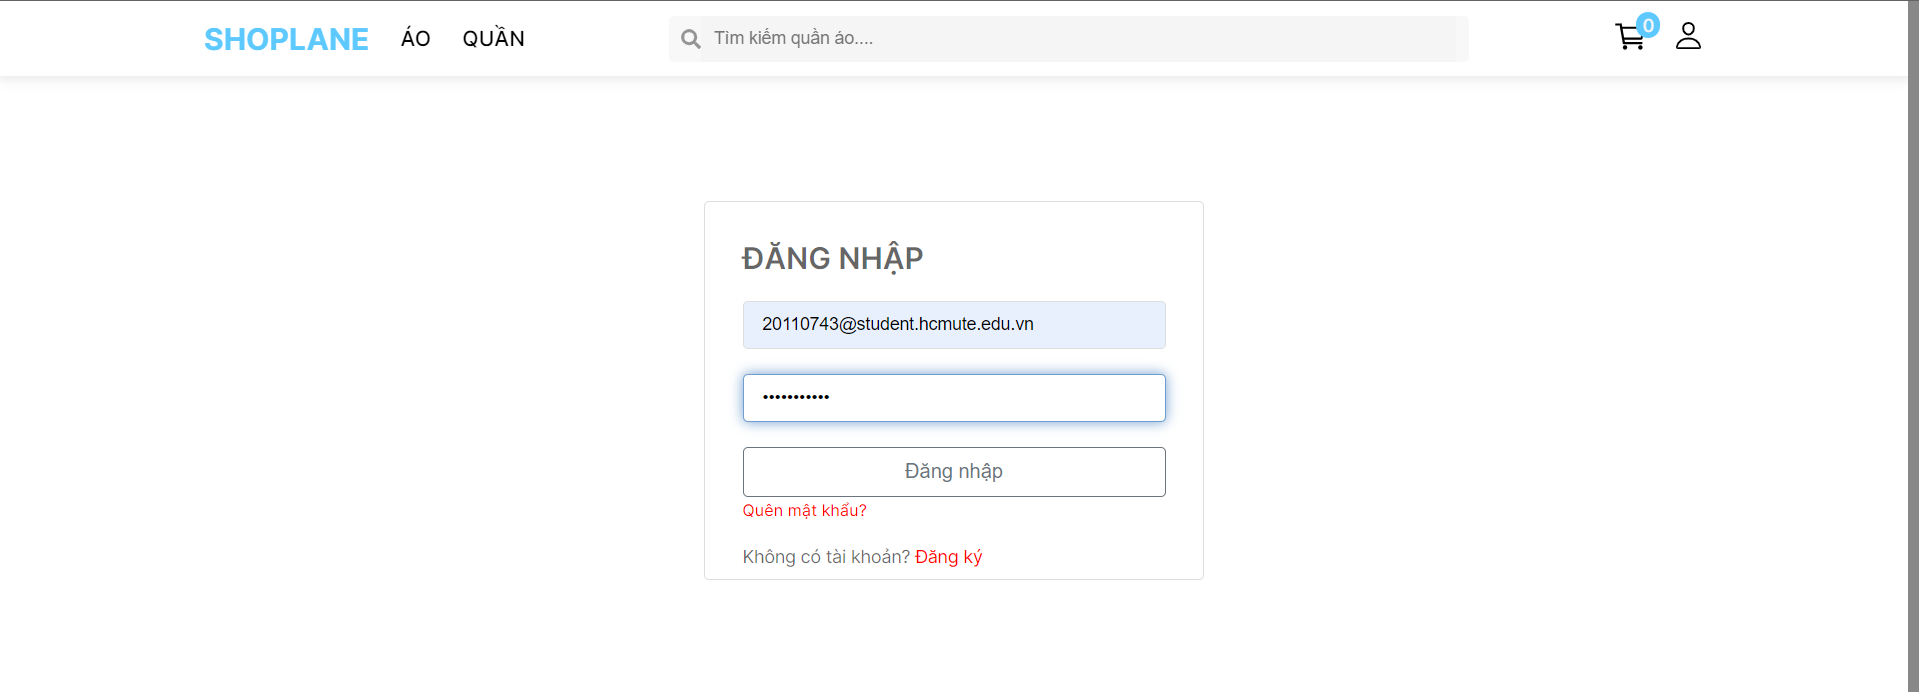 SHOPLANE ÁO QUẦN Tìm kiếm quần áo.... 0
ĐĂNG NHẬP
20110743@student.hcmute.edu.vn
•••••••••••
Đăng nhập
Quên mật khẩu?
Không có tài khoản? Đăng ký